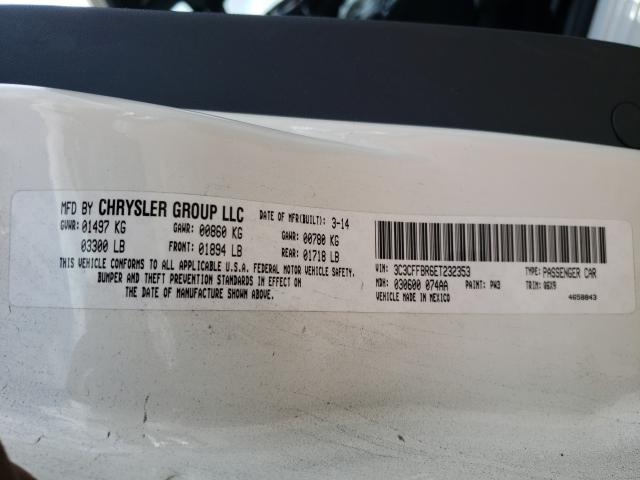 MFD BY CHRYSLER GROUP LLC DATE OF MFR(BUILT): 3-14
GVWR: 01497 KG GAWR: 00860 KG GAWR: 00780 KG
03300 LB FRONT: 01894 LB REAR: 01718 LB
THIS VEHICLE CONFORMS TO ALL APPLICABLE U.S.A. FEDERAL MOTOR VEHICLE SAFETY,
BUMPER AND THEFT PREVENTION STANDARDS IN EFFECT ON
THE DATE OF MANUFACTURE SHOWN ABOVE.
VIN: 3C3CFFBR6ET232353 TYPE: PASSENGER CAR
MDH: 030600 074AA PAINT: PW3 TRIM: G6X9
VEHICLE MADE IN MEXICO 4658843